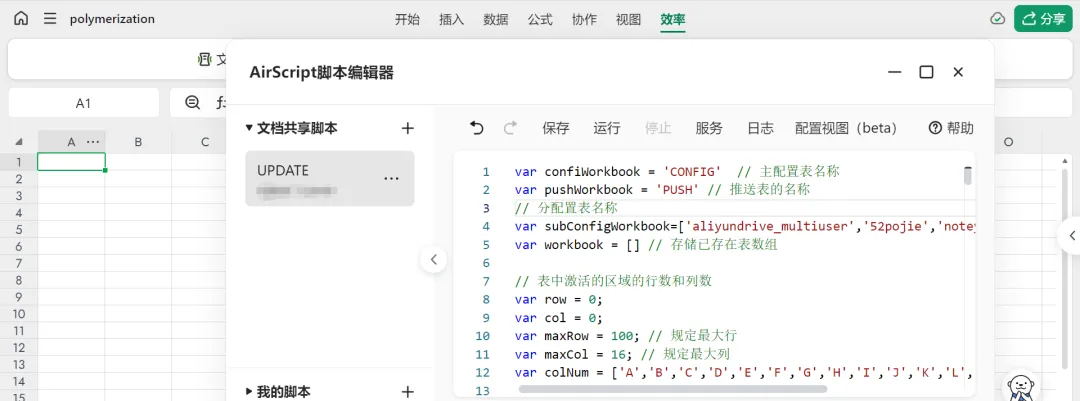 polymerization
开始 插入 数据 公式 协作 视图 效率
分享
文
AirScript脚本编辑器
A1
文档共享脚本
保存 运行 停止 服务 日志 配置视图（beta） 帮助
A B C O
UPDATE
1 var confiWorkbook = 'CONFIG' // 主配置表名称
2 var pushWorkbook = 'PUSH' // 推送表的名称
3 // 分配置表名称
4 var subConfigWorkbook=['aliyundrive_multiuser','52pojie','notey
5 var workbook = [] // 存储已存在表数组
6
7 // 表中激活的区域的行数和列数
8 var row = 0;
9 var col = 0;
10 var maxRow = 100; // 规定最大行
11 var maxCol = 16; // 规定最大列
12 var colNum = ['A','B','C','D','E','F','G','H','I','J','K','L',
13
我的脚本
1
2
3
4
5
6
7
8
9
10
11
12
13
14
15